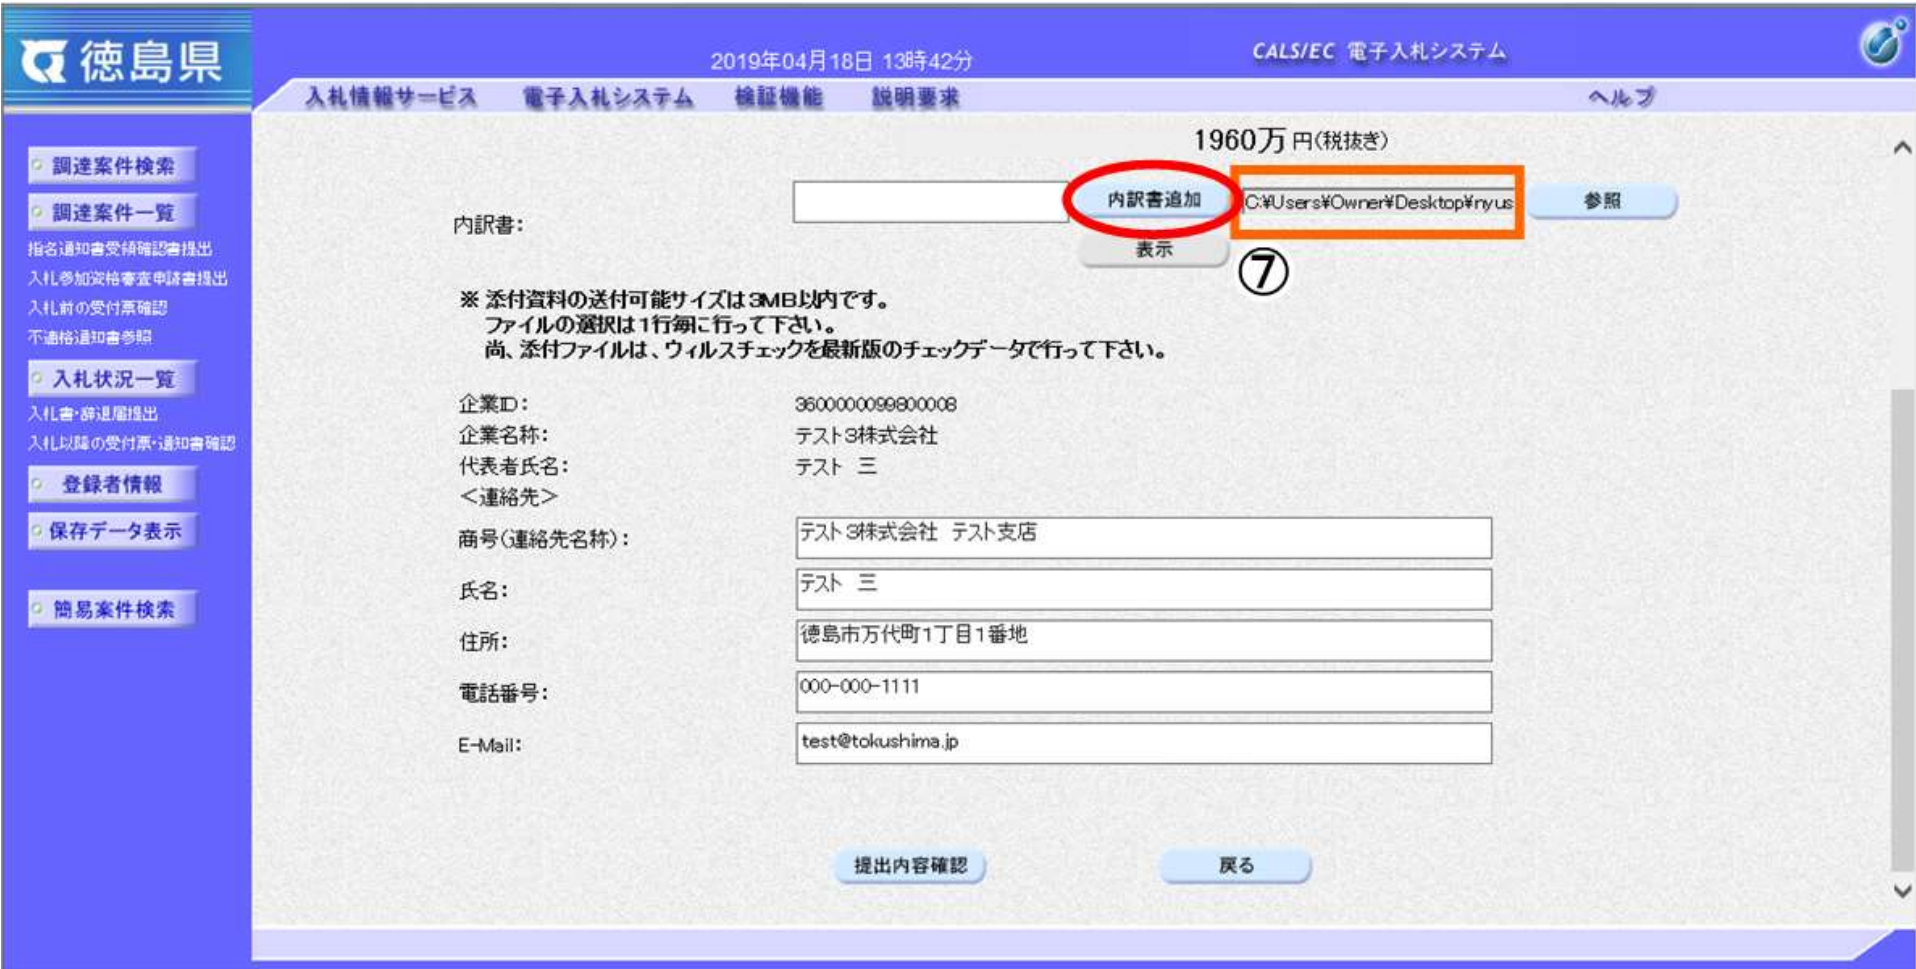 徳島県
2019年04月18日 13時42分
CALS/EC 電子入札システム
入札情報サービス 電子入札システム 検証機能 説明要求 ヘルプ
調達案件検索
調達案件一覧
指名通知書受領確認書提出
入札参加資格審査申請書提出
入札前の受付票確認
不適格通知書参照
入札状況一覧
入札書・辞退届提出
入札以降の受付票・通知書確認
登録者情報
保存データ表示
簡易案件検索
1960万 円(税抜き)
内訳書: 内訳書追加 C:¥Users¥Owner¥Desktop¥nyus 参照
表示
⑦
※ 添付資料の送付可能サイズは3MB以内です。
ファイルの選択は1行毎に行って下さい。
尚、添付ファイルは、ウィルスチェックを最新版のチェックデータで行って下さい。
企業ID: 3600000099800008
企業名称: テスト3株式会社
代表者氏名: テスト 三
<連絡先>
商号(連絡先名称): テスト3株式会社 テスト支店
氏名: テスト 三
住所: 徳島市万代町1丁目1番地
電話番号: 000-000-1111
E-Mail: test@tokushima.jp
提出内容確認 戻る